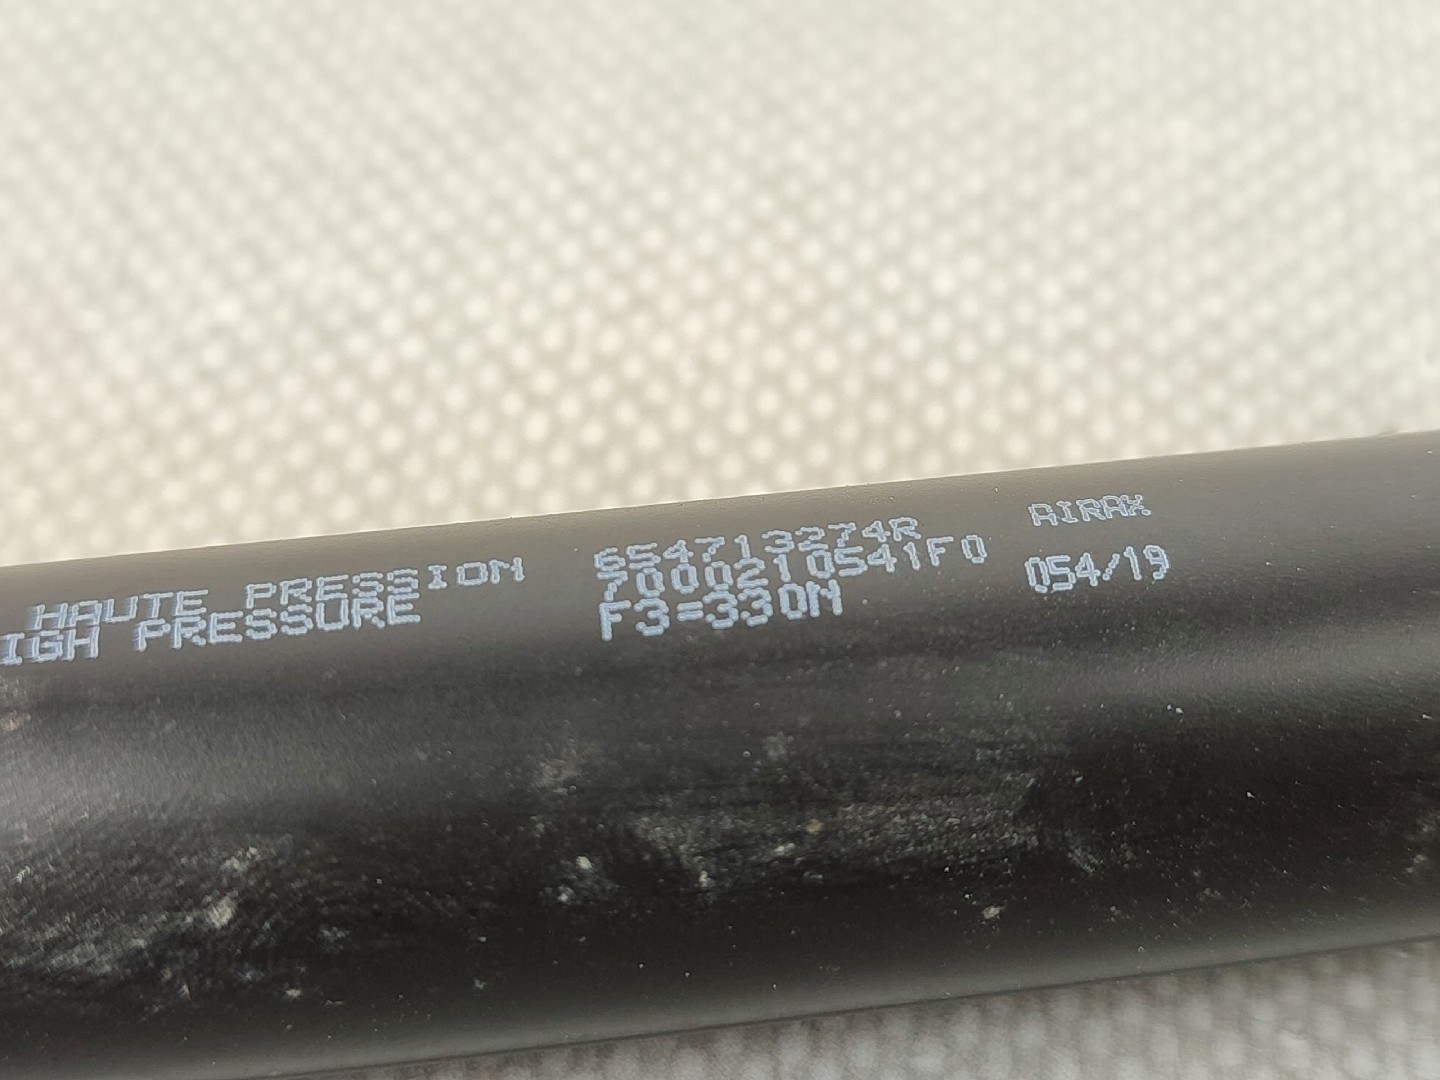 HAUTE PRESSION
IGH PRESSURE
654713274R
7000210541F0
F3=330N
AIRAX
054/19